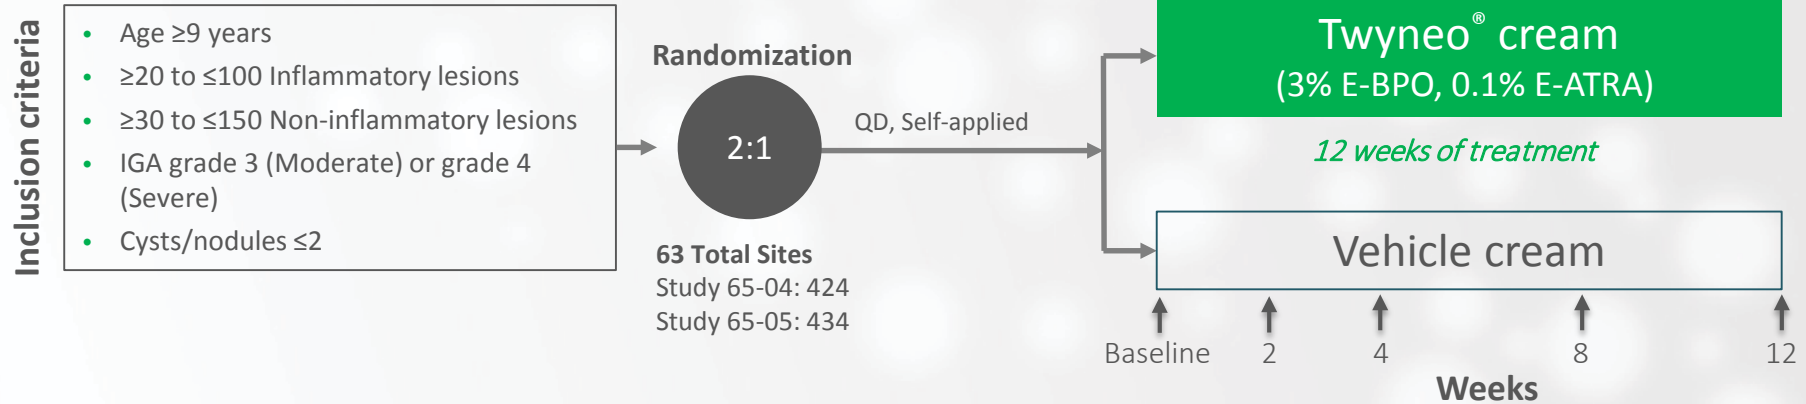 Inclusion criteria
• Age ≥9 years
• ≥20 to ≤100 Inflammatory lesions
• ≥30 to ≤150 Non-inflammatory lesions
• IGA grade 3 (Moderate) or grade 4
(Severe)
• Cysts/nodules ≤2
Randomization
2:1
63 Total Sites
Study 65-04: 424
Study 65-05: 434
QD, Self-applied
Twyneo® cream
(3% E-BPO, 0.1% E-ATRA)
12 weeks of treatment
Vehicle cream
Baseline 2 4 8 12
Weeks